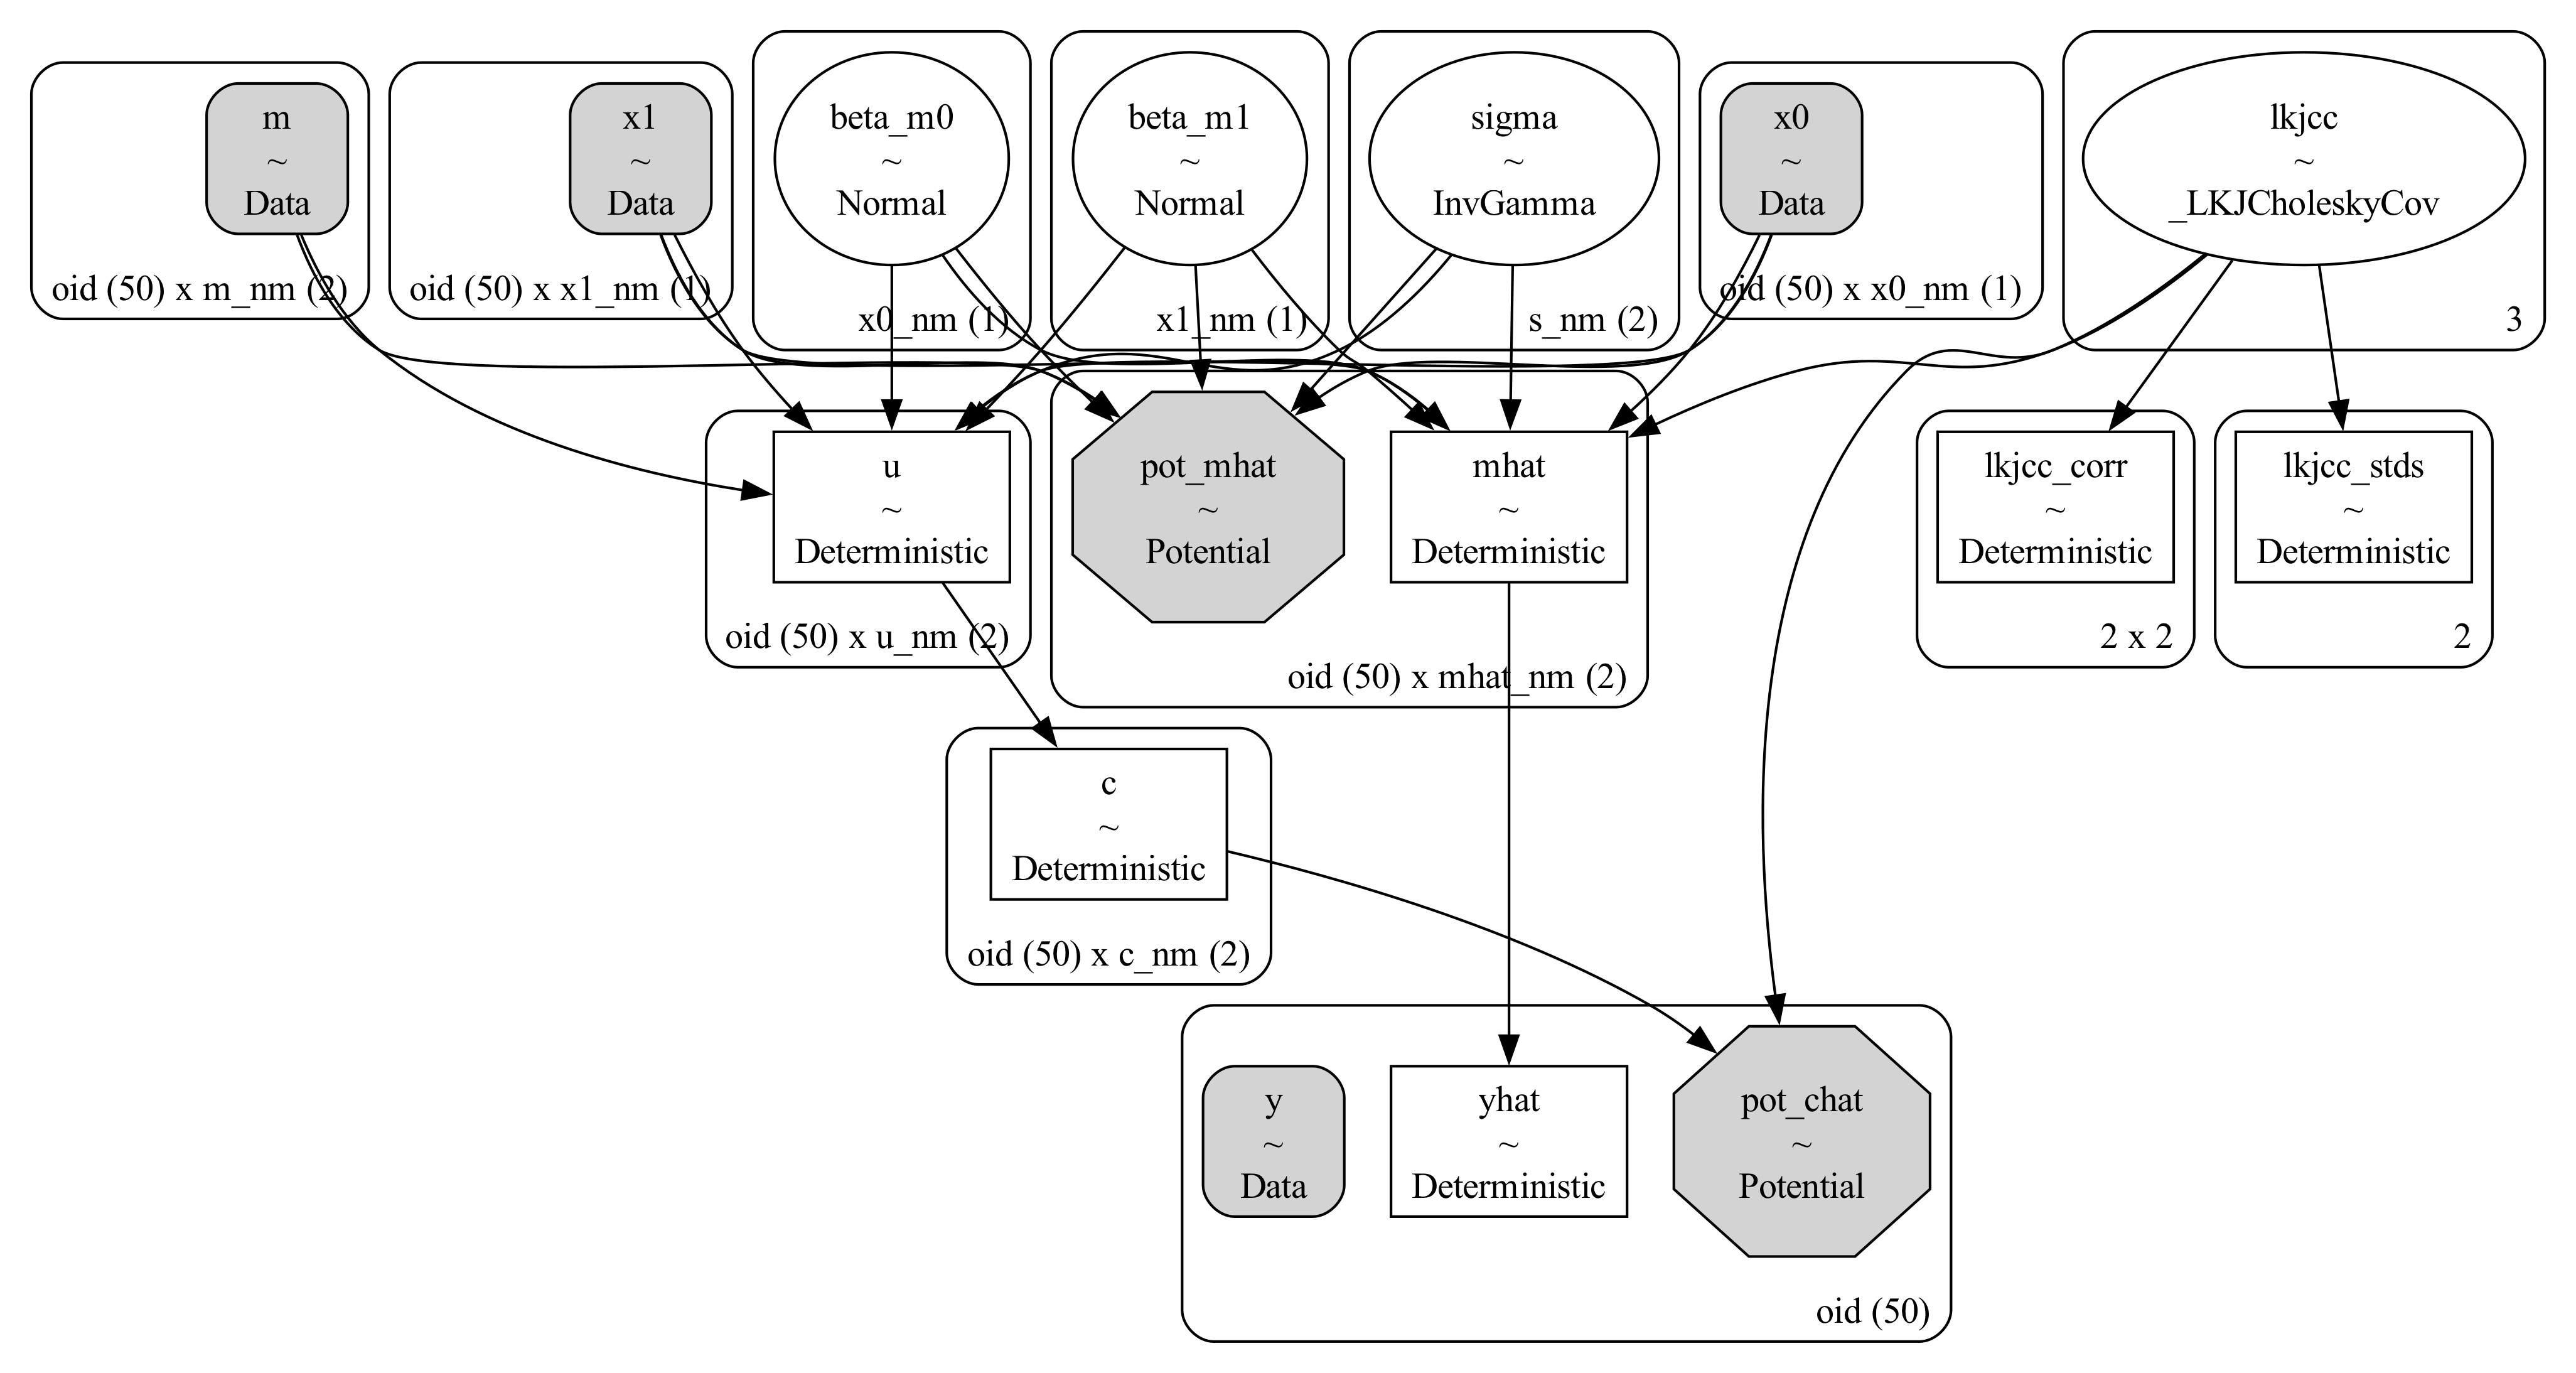 m
~
Data
oid (50) x m_nm (2)
x1
~
Data
oid (50) x x1_nm (1)
beta_m0
~
Normal
x0_nm (1)
beta_m1
~
Normal
x1_nm (1)
sigma
~
InvGamma
s_nm (2)
x0
~
Data
oid (50) x x0_nm (1)
lkjcc
~
_LKJCholeskyCov
3
u
~
Deterministic
oid (50) x u_nm (2)
pot_mhat
~
Potential
mhat
~
Deterministic
oid (50) x mhat_nm (2)
lkjcc_corr
~
Deterministic
2 x 2
lkjcc_stds
~
Deterministic
2
c
~
Deterministic
oid (50) x c_nm (2)
y
~
Data
yhat
~
Deterministic
pot_chat
~
Potential
oid (50)